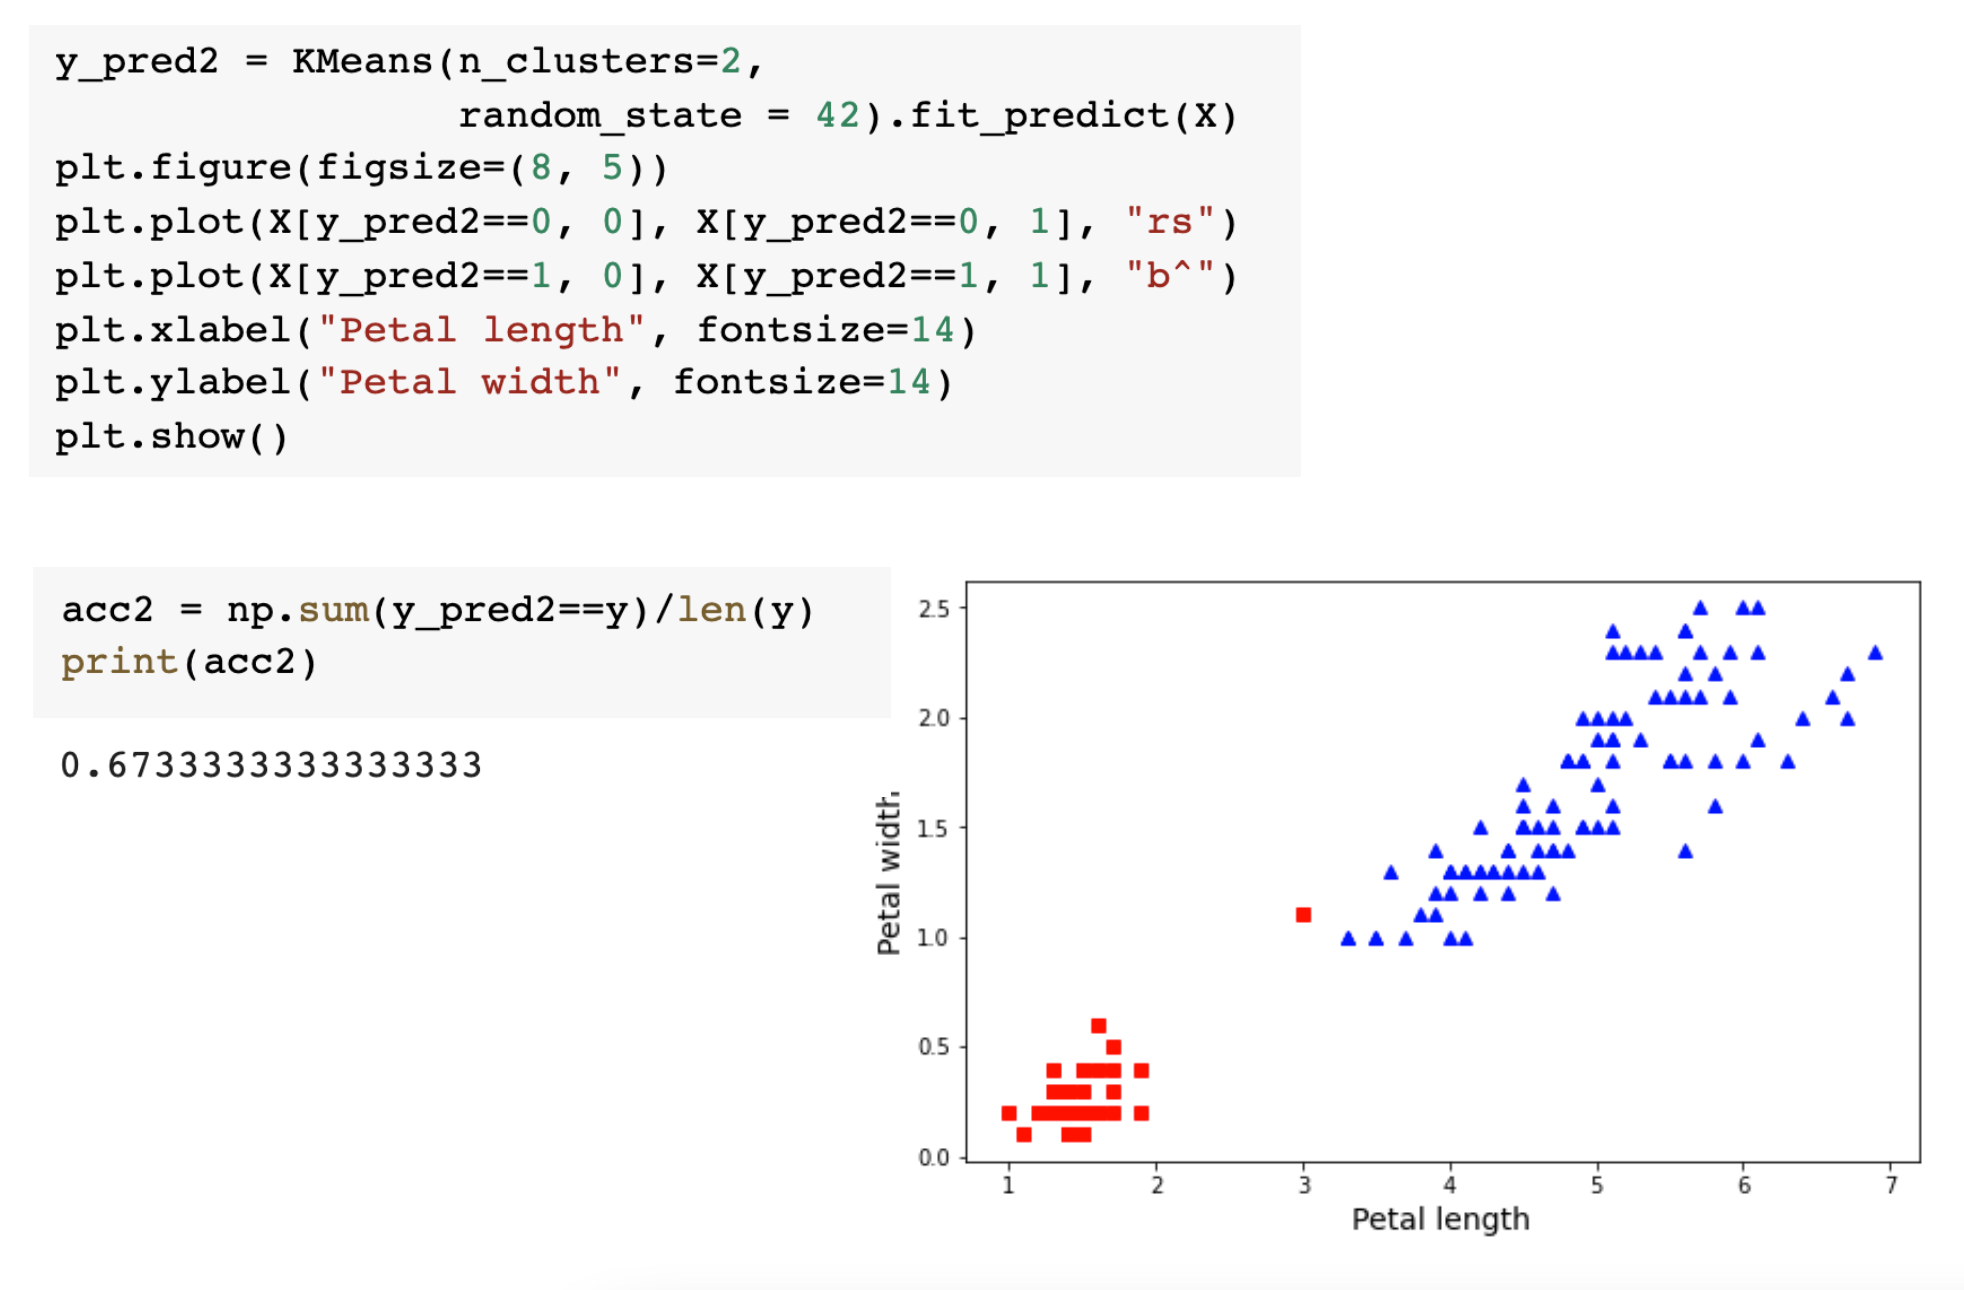 y_pred2 = KMeans(n_clusters=2,
random_state = 42).fit_predict(X)
plt.figure(figsize=(8, 5))
plt.plot(X[y_pred2==0, 0], X[y_pred2==0, 1], "rs")
plt.plot(X[y_pred2==1, 0], X[y_pred2==1, 1], "b^")
plt.xlabel("Petal length", fontsize=14)
plt.ylabel("Petal width", fontsize=14)
plt.show()
acc2 = np.sum(y_pred2==y)/len(y)
print(acc2)
0.6733333333333333
Petal width
2.5
2.0
1.5
1.0
0.5
0.0
1 2 3 4 5 6 7
Petal length